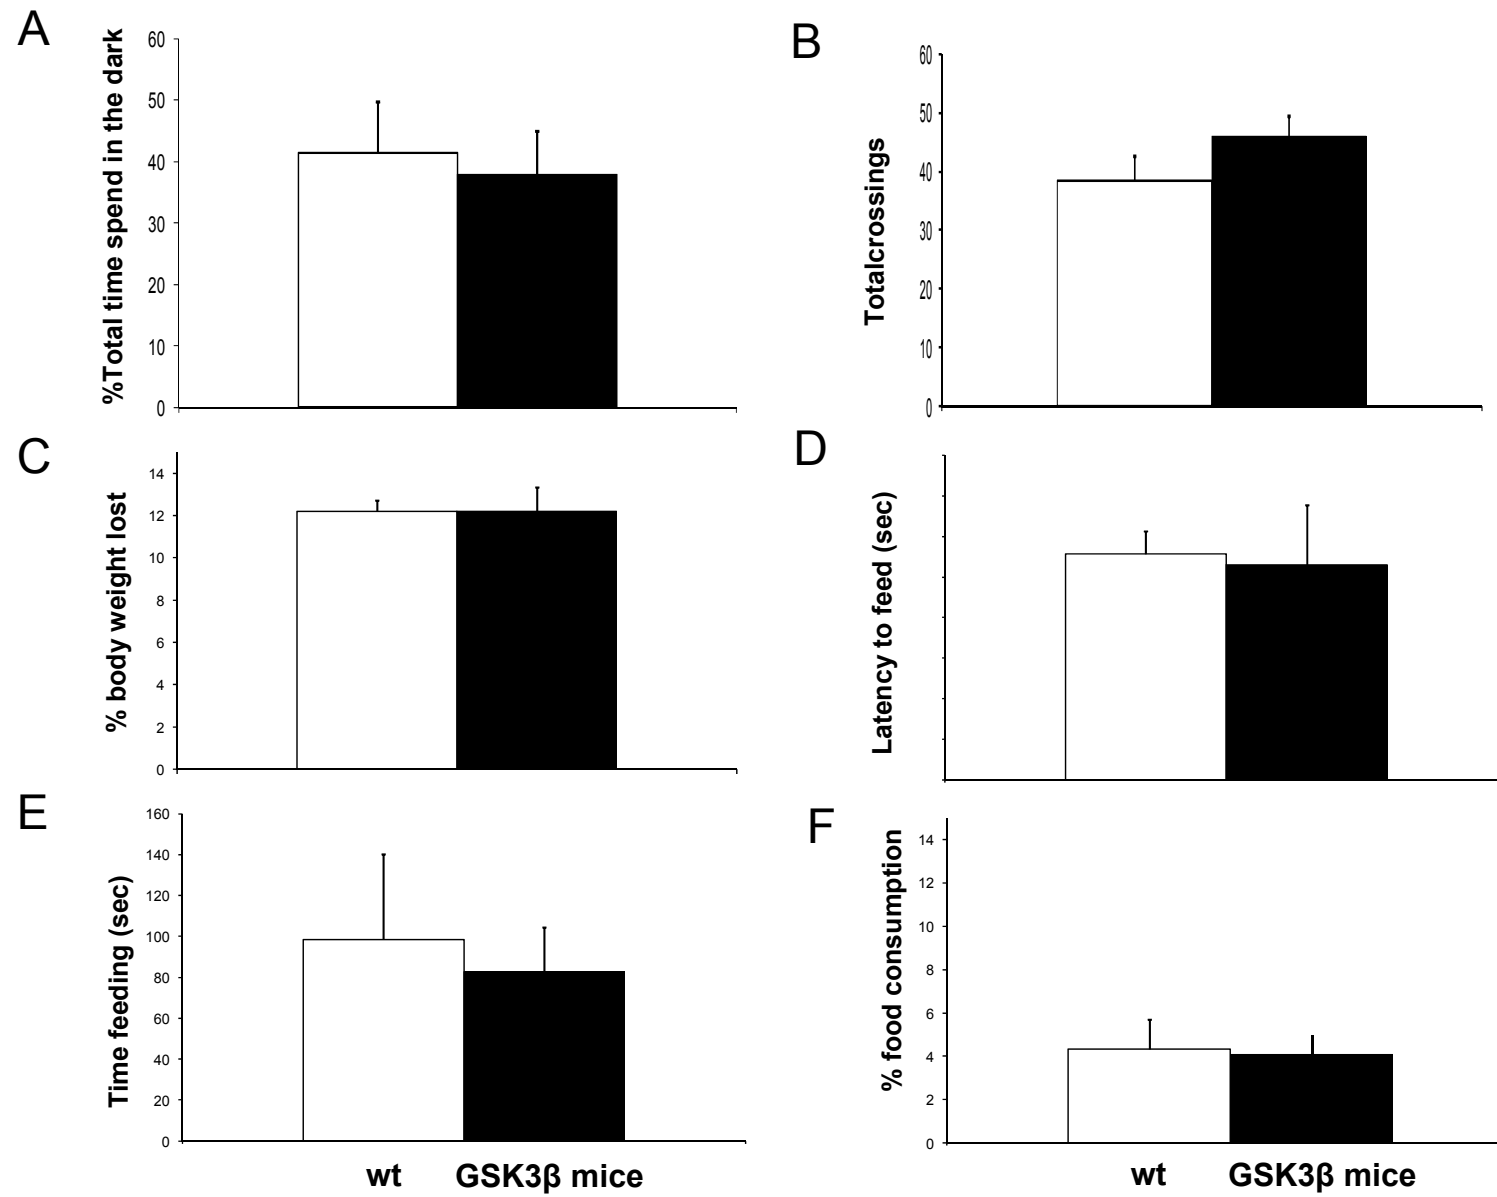 A
%Total time spend in the dark
60
50
40
30
20
10
0
B
Totalcrossings
60
50
40
30
20
10
0
C
% body weight lost
14
12
10
8
6
4
2
0
D
Latency to feed (sec)
E
Time feeding (sec)
160
140
120
100
80
60
40
20
0
wt GSK3β mice
F
% food consumption
14
12
10
8
6
4
2
0
wt GSK3β mice